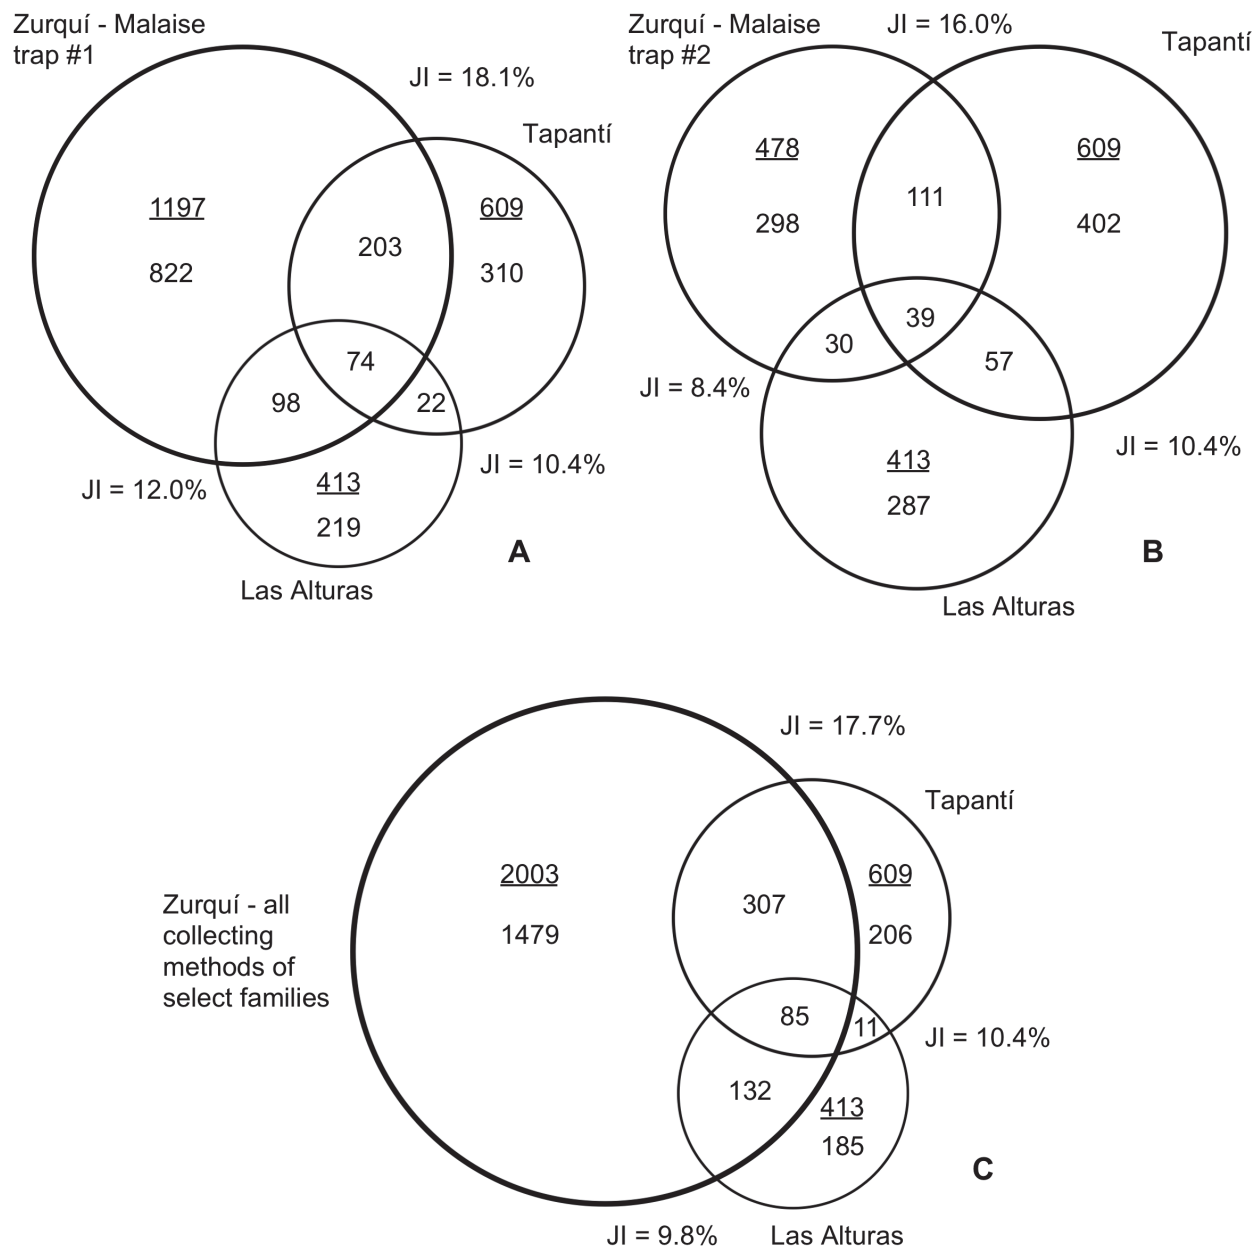 Zurquí - Malaise
trap #1
JI = 18.1%
Tapantí
1197
822
203
609
310
74
98
22
JI = 12.0%
413
219
JI = 10.4%
A
Las Alturas
Zurquí - Malaise
trap #2
JI = 16.0%
Tapantí
478
298
111
609
402
39
30
57
JI = 8.4%
413
287
JI = 10.4%
B
Las Alturas
JI = 17.7%
Tapantí
Zurquí - all
collecting
methods of
select families
2003
1479
307
609
206
85
11
JI = 10.4%
132
413
185
C
JI = 9.8%
Las Alturas